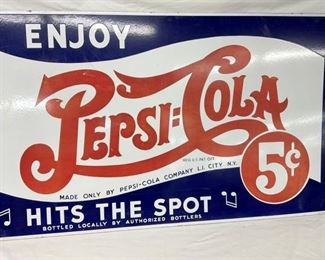 ENJOY
PEPSI=COLA
REG. U.S. PAT. OFF.
5¢
MADE ONLY BY PEPSI-COLA COMPANY L.I. CITY N.Y.
HITS THE SPOT
BOTTLED LOCALLY BY AUTHORIZED BOTTLERS